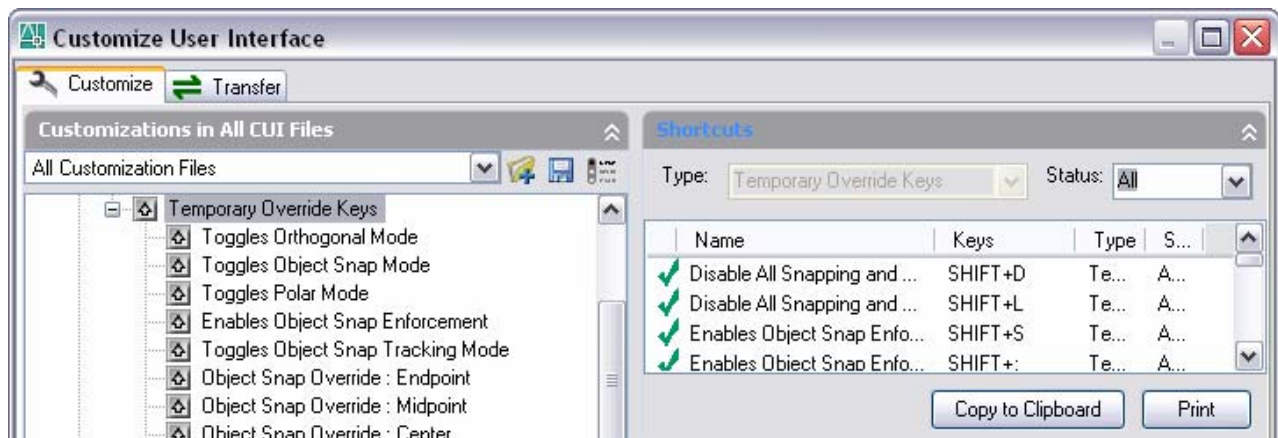 Customize User Interface
Customize Transfer
Customizations in All CUI Files
All Customization Files
Temporary Override Keys
Toggles Orthogonal Mode
Toggles Object Snap Mode
Toggles Polar Mode
Enables Object Snap Enforcement
Toggles Object Snap Tracking Mode
Object Snap Override : Endpoint
Object Snap Override : Midpoint
Object Snap Override : Center
Shortcuts
Type: Temporary Override Keys Status: All
Name Keys Type S...
Disable All Snapping and ... SHIFT+D Te... A...
Disable All Snapping and ... SHIFT+L Te... A...
Enables Object Snap Enfo... SHIFT+S Te... A...
Enables Object Snap Enfo... SHIFT+: Te... A...
Copy to Clipboard Print